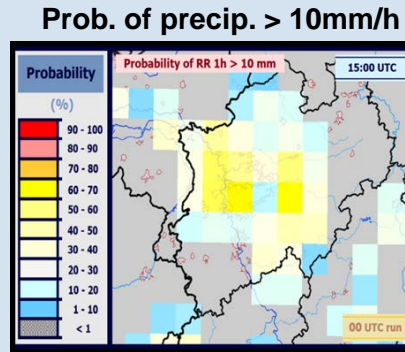 Prob. of precip. > 10mm/h
Probability
(%)
90 - 100
80 - 90
70 - 80
60 - 70
50 - 60
40 - 50
30 - 40
20 - 30
10 - 20
1 - 10
< 1
Probability of RR 1h > 10 mm
15:00 UTC
00 UTC run